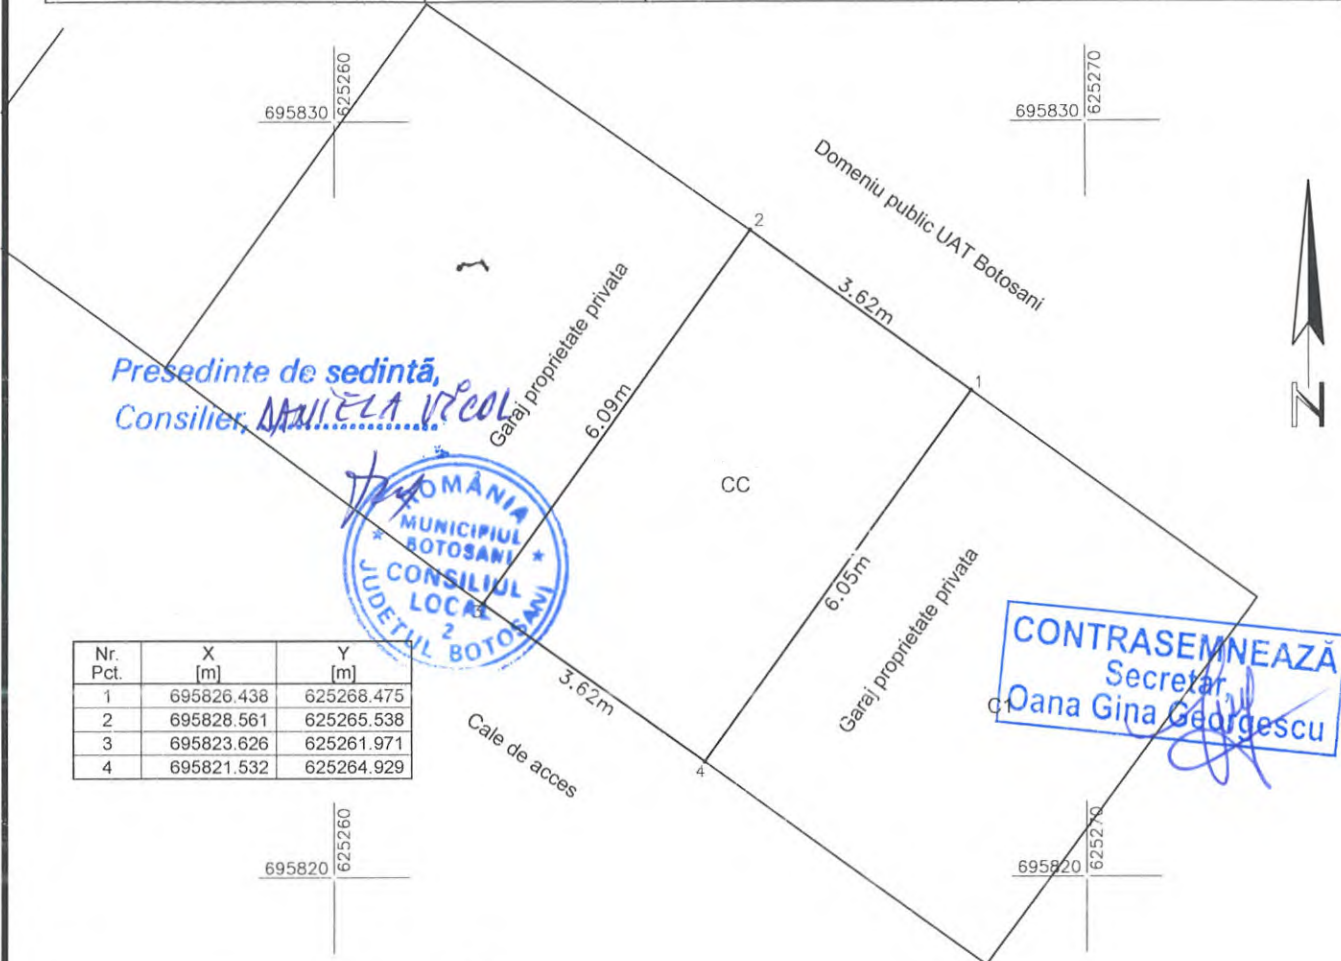 695830
625260
695830
625270
Domeniu public UAT Botosani
2
3.62m
1
Garaj proprietate privata
6.09m
Presedinte de sedintă,
Consilier, DANIELA VICOL
CC
ROMÂNIA
MUNICIPIUL
BOTOSANI
CONSILIUL
LOCAL
2
JUDETUL BOTOSANI
3
6.05m
Garaj proprietate privata
N
CONTRASEMNEAZĂ
Secretar
Oana Gina Georgescu
C1
Nr. Pct. X [m] Y [m]
1 695826.438 625268.475
2 695828.561 625265.538
3 695823.626 625261.971
4 695821.532 625264.929
3.62m
Cale de acces
4
695820
625260
695820
625270